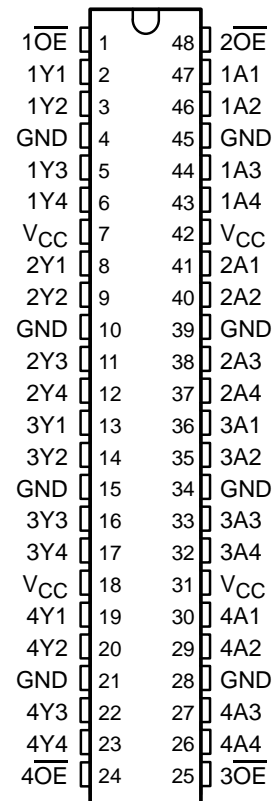 1O̅E̅ 1 48 2O̅E̅
1Y1 2 47 1A1
1Y2 3 46 1A2
GND 4 45 GND
1Y3 5 44 1A3
1Y4 6 43 1A4
VCC 7 42 VCC
2Y1 8 41 2A1
2Y2 9 40 2A2
GND 10 39 GND
2Y3 11 38 2A3
2Y4 12 37 2A4
3Y1 13 36 3A1
3Y2 14 35 3A2
GND 15 34 GND
3Y3 16 33 3A3
3Y4 17 32 3A4
VCC 18 31 VCC
4Y1 19 30 4A1
4Y2 20 29 4A2
GND 21 28 GND
4Y3 22 27 4A3
4Y4 23 26 4A4
4O̅E̅ 24 25 3O̅E̅